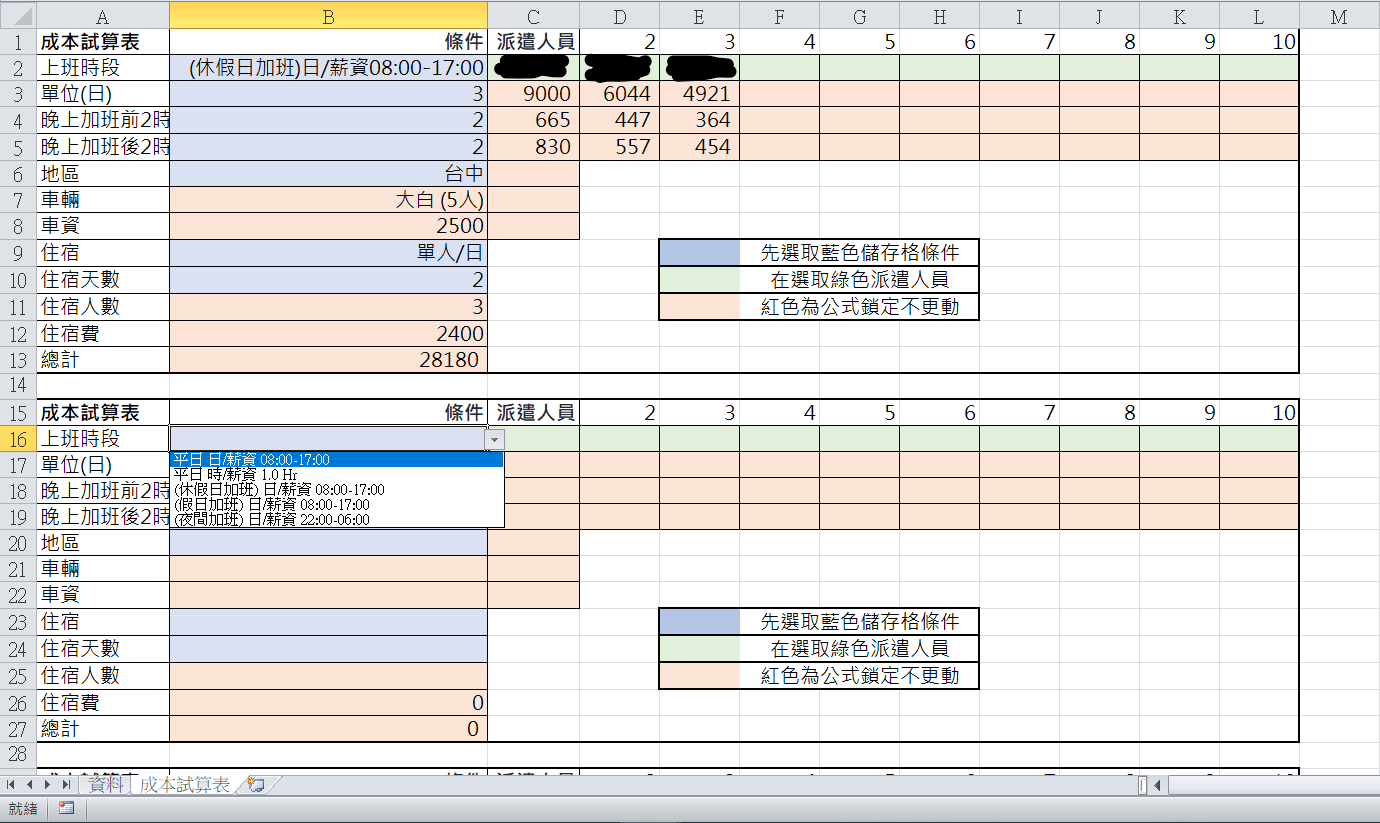 A B C D E F G H I J K L M
1 成本試算表 條件 派遣人員 2 3 4 5 6 7 8 9 10
2 上班時段 (休假日加班)日/薪資08:00-17:00
3 單位(日) 3 9000 6044 4921
4 晚上加班前2時 2 665 447 364
5 晚上加班後2時 2 830 557 454
6 地區 台中
7 車輛 大白 (5人)
8 車資 2500
9 住宿 單人/日 先選取藍色儲存格條件
10 住宿天數 2 在選取綠色派遣人員
11 住宿人數 3 紅色為公式鎖定不更動
12 住宿費 2400
13 總計 28180
14
15 成本試算表 條件 派遣人員 2 3 4 5 6 7 8 9 10
16 上班時段
平日 日/薪資 08:00-17:00
平日 時/薪資 1.0 Hr
(休假日加班) 日/薪資 08:00-17:00
(假日加班) 日/薪資 08:00-17:00
(夜間加班) 日/薪資 22:00-06:00
17 單位(日)
18 晚上加班前2時
19 晚上加班後2時
20 地區
21 車輛
22 車資
23 住宿 先選取藍色儲存格條件
24 住宿天數 在選取綠色派遣人員
25 住宿人數 紅色為公式鎖定不更動
26 住宿費 0
27 總計 0
28
資料 成本試算表
就緒